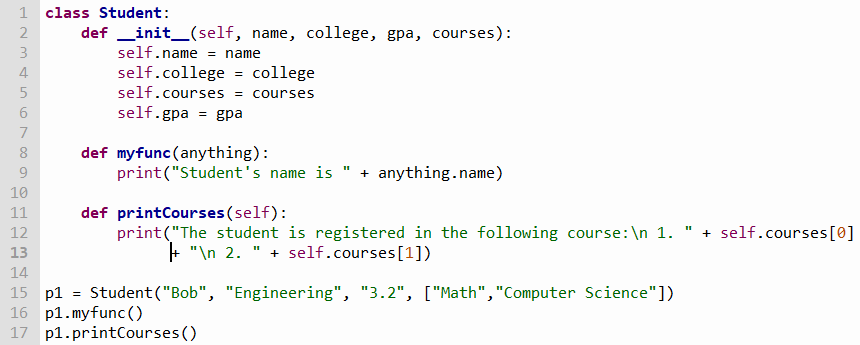 1 class Student:
2     def __init__(self, name, college, gpa, courses):
3         self.name = name
4         self.college = college
5         self.courses = courses
6         self.gpa = gpa
7
8     def myfunc(anything):
9         print("Student's name is " + anything.name)
10
11     def printCourses(self):
12         print("The student is registered in the following course:\n 1. " + self.courses[0]
13               + "\n 2. " + self.courses[1])
14
15 p1 = Student("Bob", "Engineering", "3.2", ["Math","Computer Science"])
16 p1.myfunc()
17 p1.printCourses()